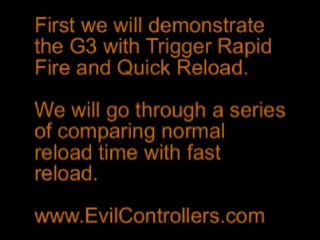 First we will demonstrate
the G3 with Trigger Rapid
Fire and Quick Reload.
We will go through a series
of comparing normal
reload time with fast
reload.
www.EvilControllers.com